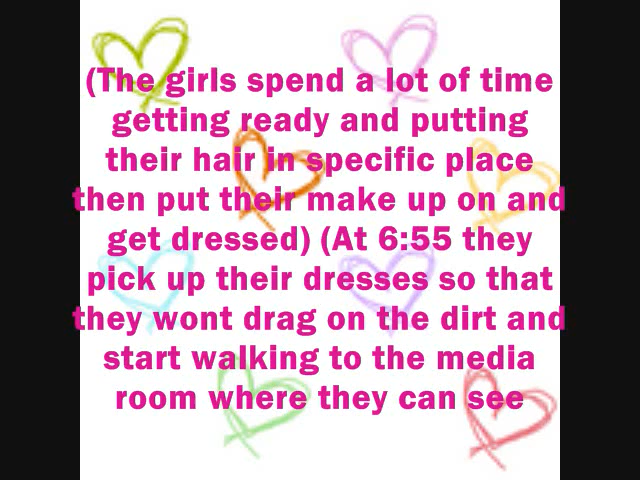 (The girls spend a lot of time
getting ready and putting
their hair in specific place
then put their make up on and
get dressed) (At 6:55 they
pick up their dresses so that
they wont drag on the dirt and
start walking to the media
room where they can see